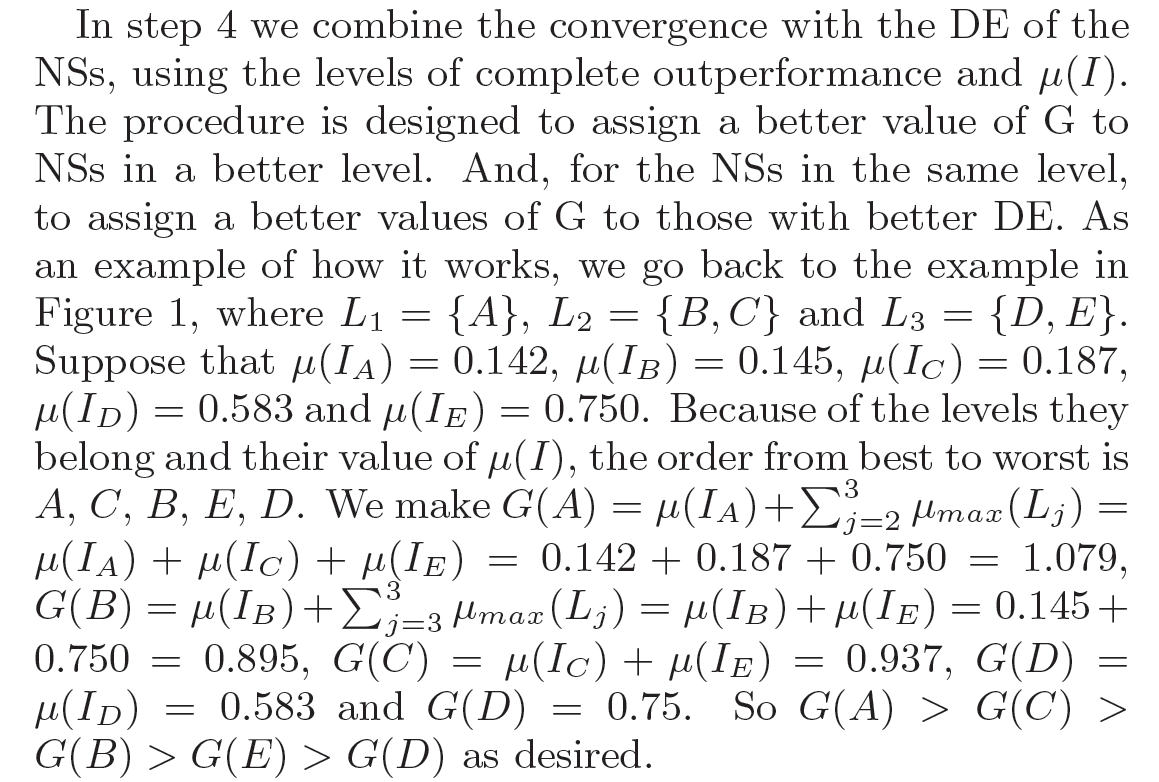 In step 4 we combine the convergence with the DE of the
NSs, using the levels of complete outperformance and μ(I).
The procedure is designed to assign a better value of G to
NSs in a better level. And, for the NSs in the same level,
to assign a better values of G to those with better DE. As
an example of how it works, we go back to the example in
Figure 1, where L₁ = {A}, L₂ = {B, C} and L₃ = {D, E}.
Suppose that μ(I_A) = 0.142, μ(I_B) = 0.145, μ(I_C) = 0.187,
μ(I_D) = 0.583 and μ(I_E) = 0.750. Because of the levels they
belong and their value of μ(I), the order from best to worst is
A, C, B, E, D. We make G(A) = μ(I_A)+∑_{j=2}^{3} μ_{max}(L_j) =
μ(I_A) + μ(I_C) + μ(I_E) = 0.142 + 0.187 + 0.750 = 1.079,
G(B) = μ(I_B)+∑_{j=3}^{3} μ_{max}(L_j) = μ(I_B)+μ(I_E) = 0.145+
0.750 = 0.895, G(C) = μ(I_C) + μ(I_E) = 0.937, G(D) =
μ(I_D) = 0.583 and G(D) = 0.75. So G(A) > G(C) >
G(B) > G(E) > G(D) as desired.